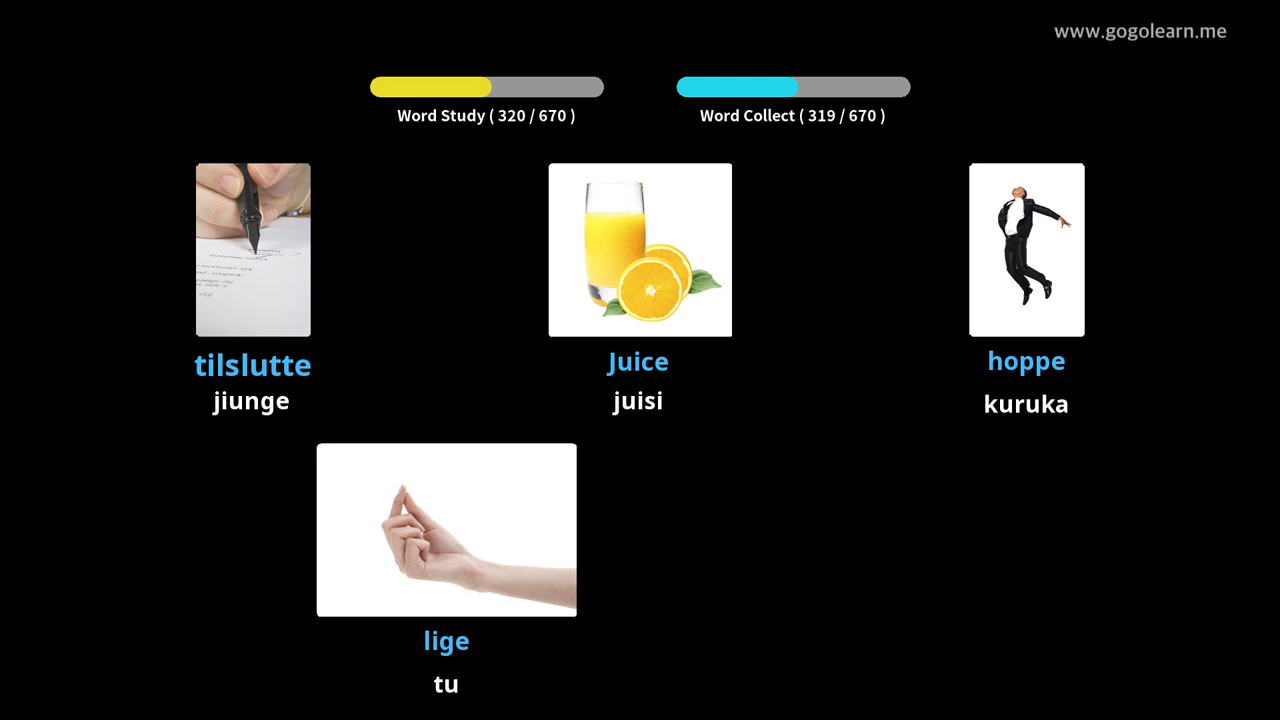 www.gogolearn.me
Word Study ( 320 / 670 )
Word Collect ( 319 / 670 )
tilslutte
jiunge
Juice
juisi
hoppe
kuruka
lige
tu